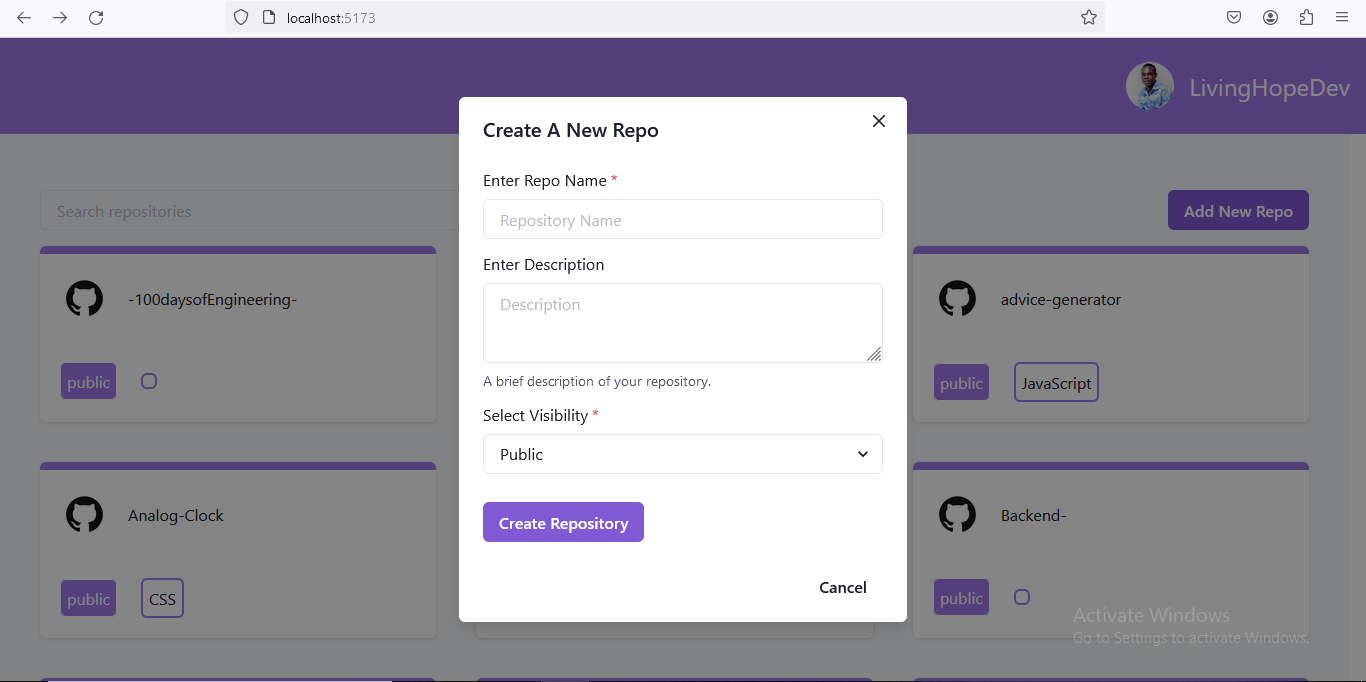 localhost:5173
LivingHopeDev
Create A New Repo
Enter Repo Name *
Repository Name
Enter Description
Description
A brief description of your repository.
Select Visibility *
Public
Create Repository
Cancel
Search repositories
Add New Repo
-100daysofEngineering-
public
advice-generator
public
JavaScript
Analog-Clock
public
CSS
Backend-
public
Activate Windows
Go to Settings to activate Windows.